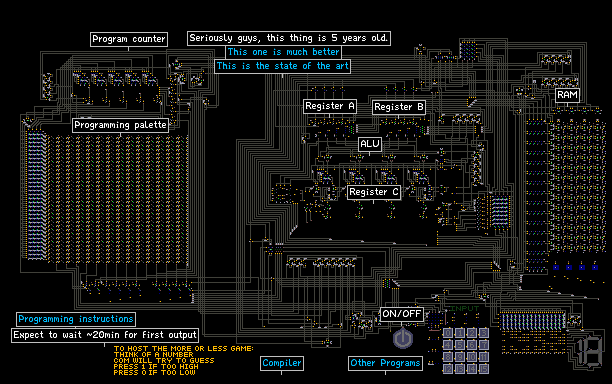 Program counter
Seriously guys, this thing is 5 years old.
This one is much better
This is the state of the art
RAM
Register A
Register B
Programming palette
ALU
Register C
INPUT
ON/OFF
Programming instructions
Expect to wait ~20min for first output
TO HOST THE MORE OR LESS GAME:
THINK OF A NUMBER
COM WILL TRY TO GUESS
PRESS 1 IF TOO HIGH
PRESS 0 IF TOO LOW
Compiler
Other Programs